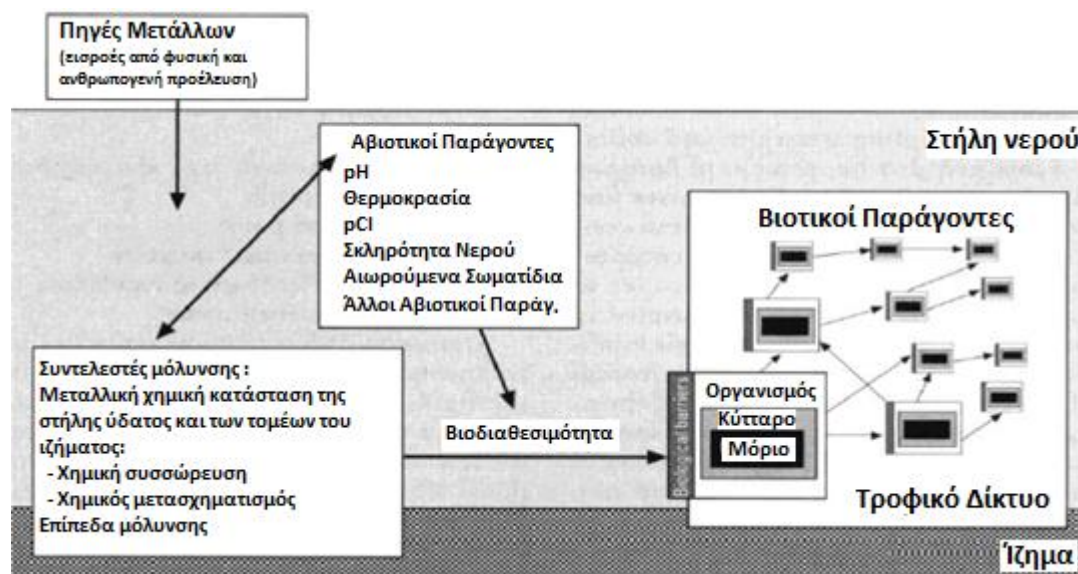 Πηγές Μετάλλων
(εισροές από φυσική και
ανθρωπογενή προέλευση)
Στήλη νερού
Αβιοτικοί Παράγοντες
pH
Θερμοκρασία
pCl
Σκληρότητα Νερού
Αιωρούμενα Σωματίδια
Άλλοι Αβιοτικοί Παράγ.
Βιοτικοί Παράγοντες
Συντελεστές μόλυνσης :
Μεταλλική χημική κατάσταση της
στήλης ύδατος και των τομέων του
ιζήματος:
- Χημική συσσώρευση
- Χημικός μετασχηματισμός
Επίπεδα μόλυνσης
Βιοδιαθεσιμότητα
Biological barriers
Οργανισμός
Κύτταρο
Μόριο
Τροφικό Δίκτυο
Ίζημα